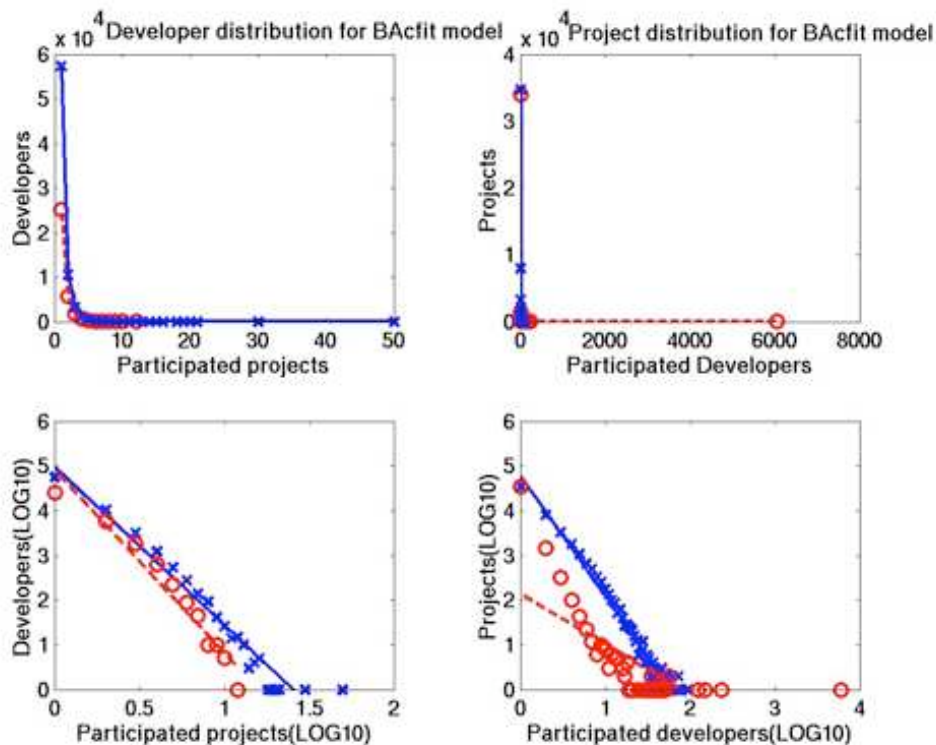 x 10 4 Developer distribution for BAcfit model
6
5
4
3
2
1
0
Developers
0 10 20 30 40 50
Participated projects
x 10 4 Project distribution for BAcfit model
4
3
2
1
0
Projects
0 2000 4000 6000 8000
Participated Developers
6
5
4
3
2
1
0
Developers(LOG10)
0 0.5 1 1.5 2
Participated projects(LOG10)
6
5
4
3
2
1
0
Projects(LOG10)
0 1 2 3 4
Participated developers(LOG10)